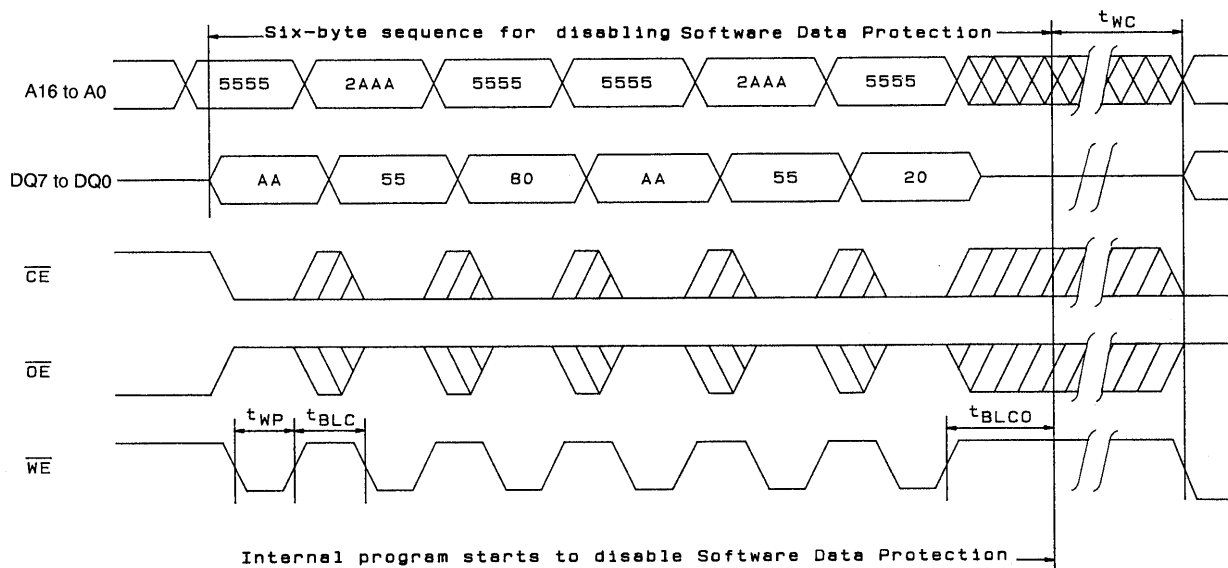 Six-byte sequence for disabling Software Data Protection
tWC
A16 to A0
5555 2AAA 5555 5555 2AAA 5555
DQ7 to DQ0
AA 55 80 AA 55 20
CE
OE
tWP tBLC tBLCO
WE
Internal program starts to disable Software Data Protection